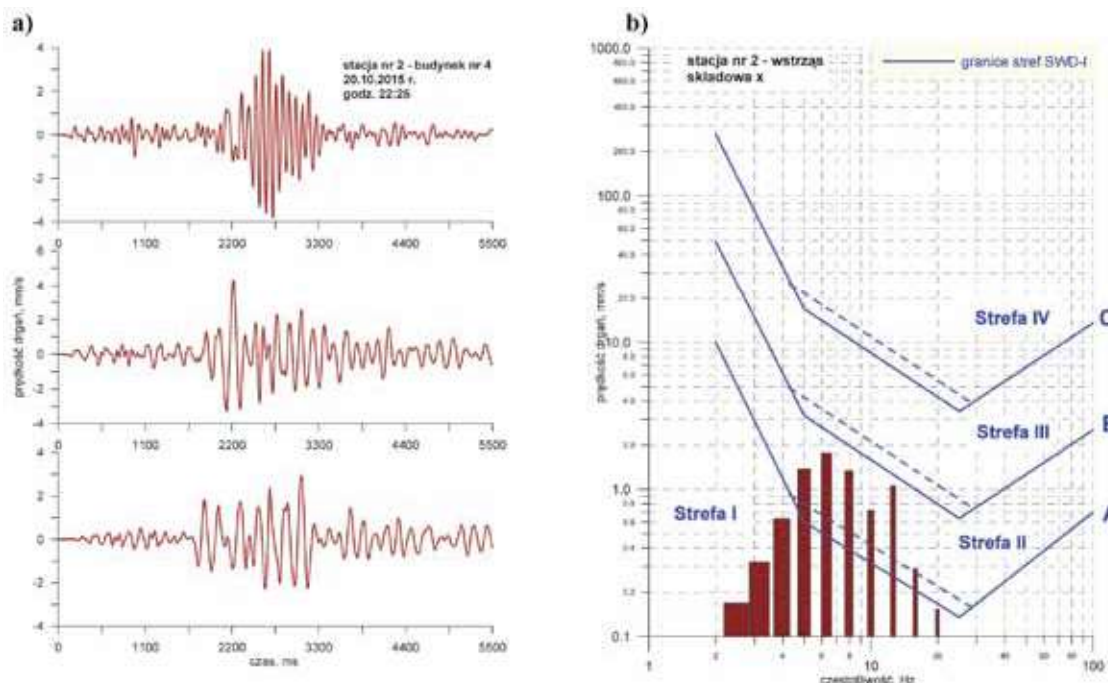 a)
4
2
0
-2
-4
stacja nr 2 - budynek nr 4
20.10.2015 r.
godz. 22:25
0 1100 2200 3300 4400 5500
6
4
2
0
-2
-4
prędkość drgań, mm/s
0 1100 2200 3300 4400 5500
4
2
0
-2
-4
0 1100 2200 3300 4400 5500
czas, ms
b)
1000.0
stacja nr 2 - wstrząs
składowa x
granice stref SWD-I
100.0
10.0
1.0
0.1
prędkość drgań, mm/s
Strefa IV
C
Strefa III
Strefa I
Strefa II
A
1 10 100
częstotliwość, Hz